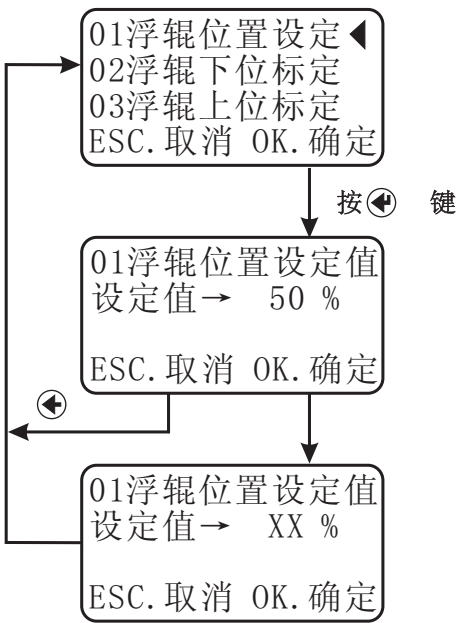 01浮辊位置设定◀
02浮辊下位标定
03浮辊上位标定
ESC.取消 OK.确定
按 键
01浮辊位置设定值
设定值→ 50 %
ESC.取消 OK.确定
01浮辊位置设定值
设定值→ XX %
ESC.取消 OK.确定